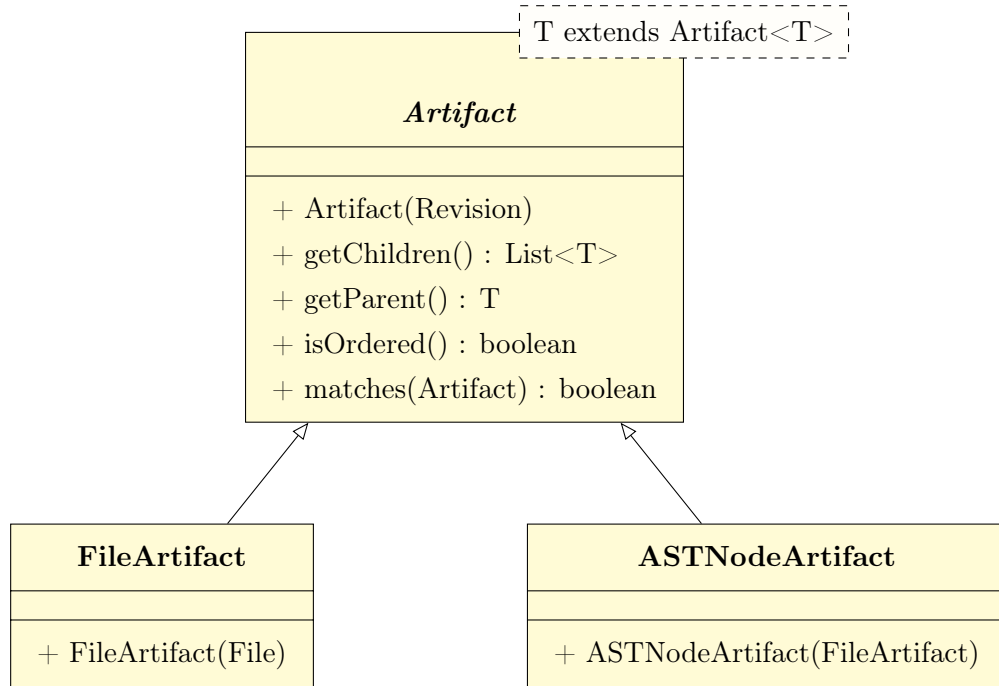 T extends Artifact<T>
Artifact
+ Artifact(Revision)
+ getChildren() : List<T>
+ getParent() : T
+ isOrdered() : boolean
+ matches(Artifact) : boolean
FileArtifact
+ FileArtifact(File)
ASTNodeArtifact
+ ASTNodeArtifact(FileArtifact)